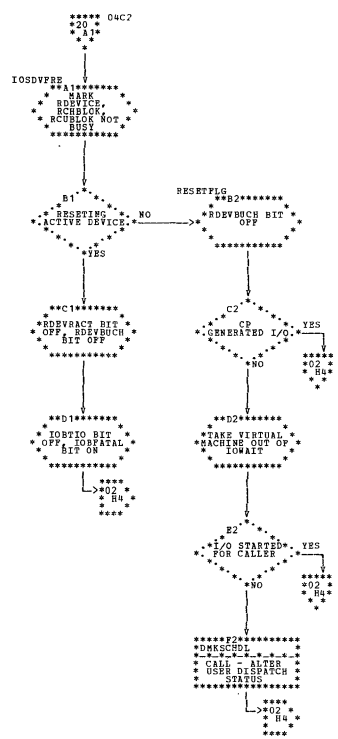 04C2
20
A1
IOSDVFRE
A1
MARK
RDEVICE,
RCHBLOK,
RCUBLOK NOT
BUSY
B1
RESETING
ACTIVE DEVICE
NO
YES
RESETFLG
B2
RDEVBUCH BIT
OFF
C1
RDEVRACT BIT
OFF, RDEVBUCH
BIT OFF
C2
CP
GENERATED I/O
YES
NO
02
H4
D1
IOBTIO BIT
OFF, IOBFATAL
BIT ON
02
H4
D2
TAKE VIRTUAL
MACHINE OUT OF
IOWAIT
E2
I/O STARTED
FOR CALLER
YES
NO
02
H4
F2
DMKSCHDL
CALL - ALTER
USER DISPATCH
STATUS
02
H4